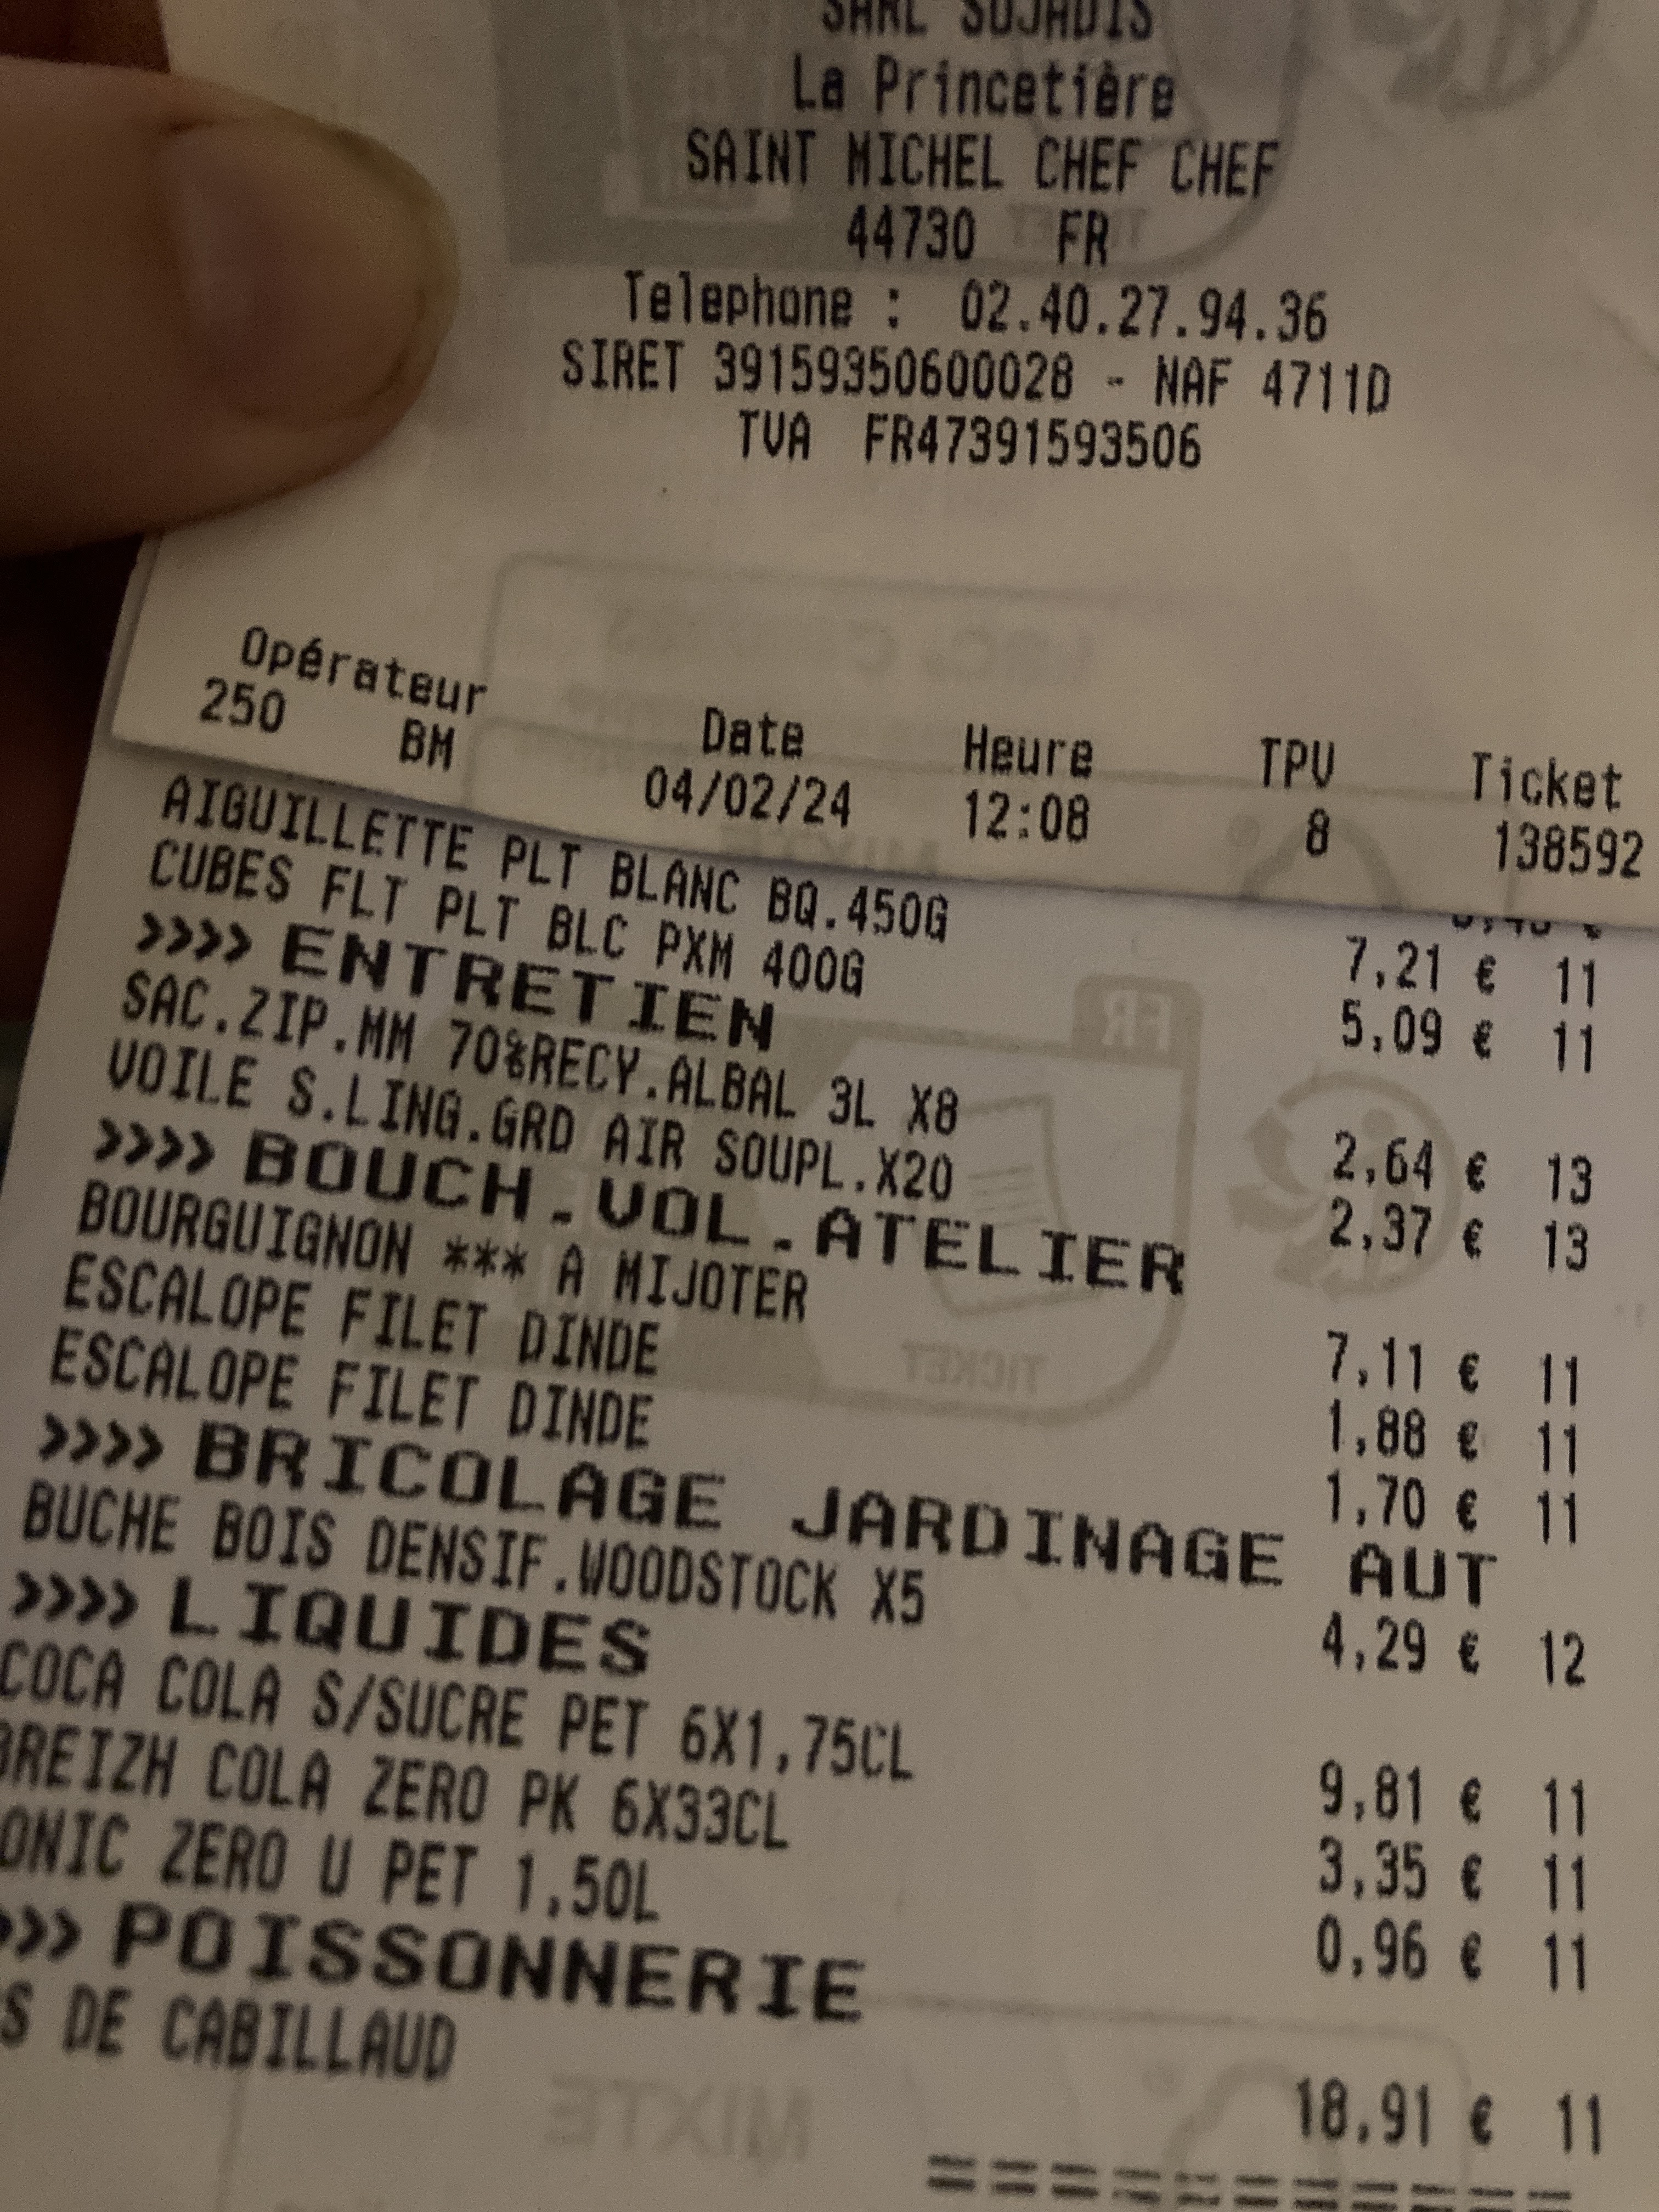 SARL SOJADIS
La Princetière
SAINT MICHEL CHEF CHEF
44730 FR
Telephone : 02.40.27.94.36
SIRET 39159350600028 - NAF 4711D
TVA FR47391593506
Opérateur Date Heure TPV Ticket
250 BM 04/02/24 12:08 8 138592
AIGUILLETTE PLT BLANC BQ.450G 7,21 € 11
CUBES FLT PLT BLC PXM 400G 5,09 € 11
>>>> ENTRETIEN
SAC.ZIP.MM 70%RECY.ALBAL 3L X8 2,64 € 13
VOILE S.LING.GRD AIR SOUPL.X20 2,37 € 13
>>>> BOUCH.VOL.ATELIER
BOURGUIGNON *** A MIJOTER 7,11 € 11
ESCALOPE FILET DINDE 1,88 € 11
ESCALOPE FILET DINDE 1,70 € 11
>>>> BRICOLAGE JARDINAGE AUT
BUCHE BOIS DENSIF.WOODSTOCK X5 4,29 € 12
>>>> LIQUIDES
COCA COLA S/SUCRE PET 6X1,75CL 9,81 € 11
BREIZH COLA ZERO PK 6X33CL 3,35 € 11
ONIC ZERO U PET 1,50L 0,96 € 11
>>> POISSONNERIE
S DE CABILLAUD 18,91 € 11
==========